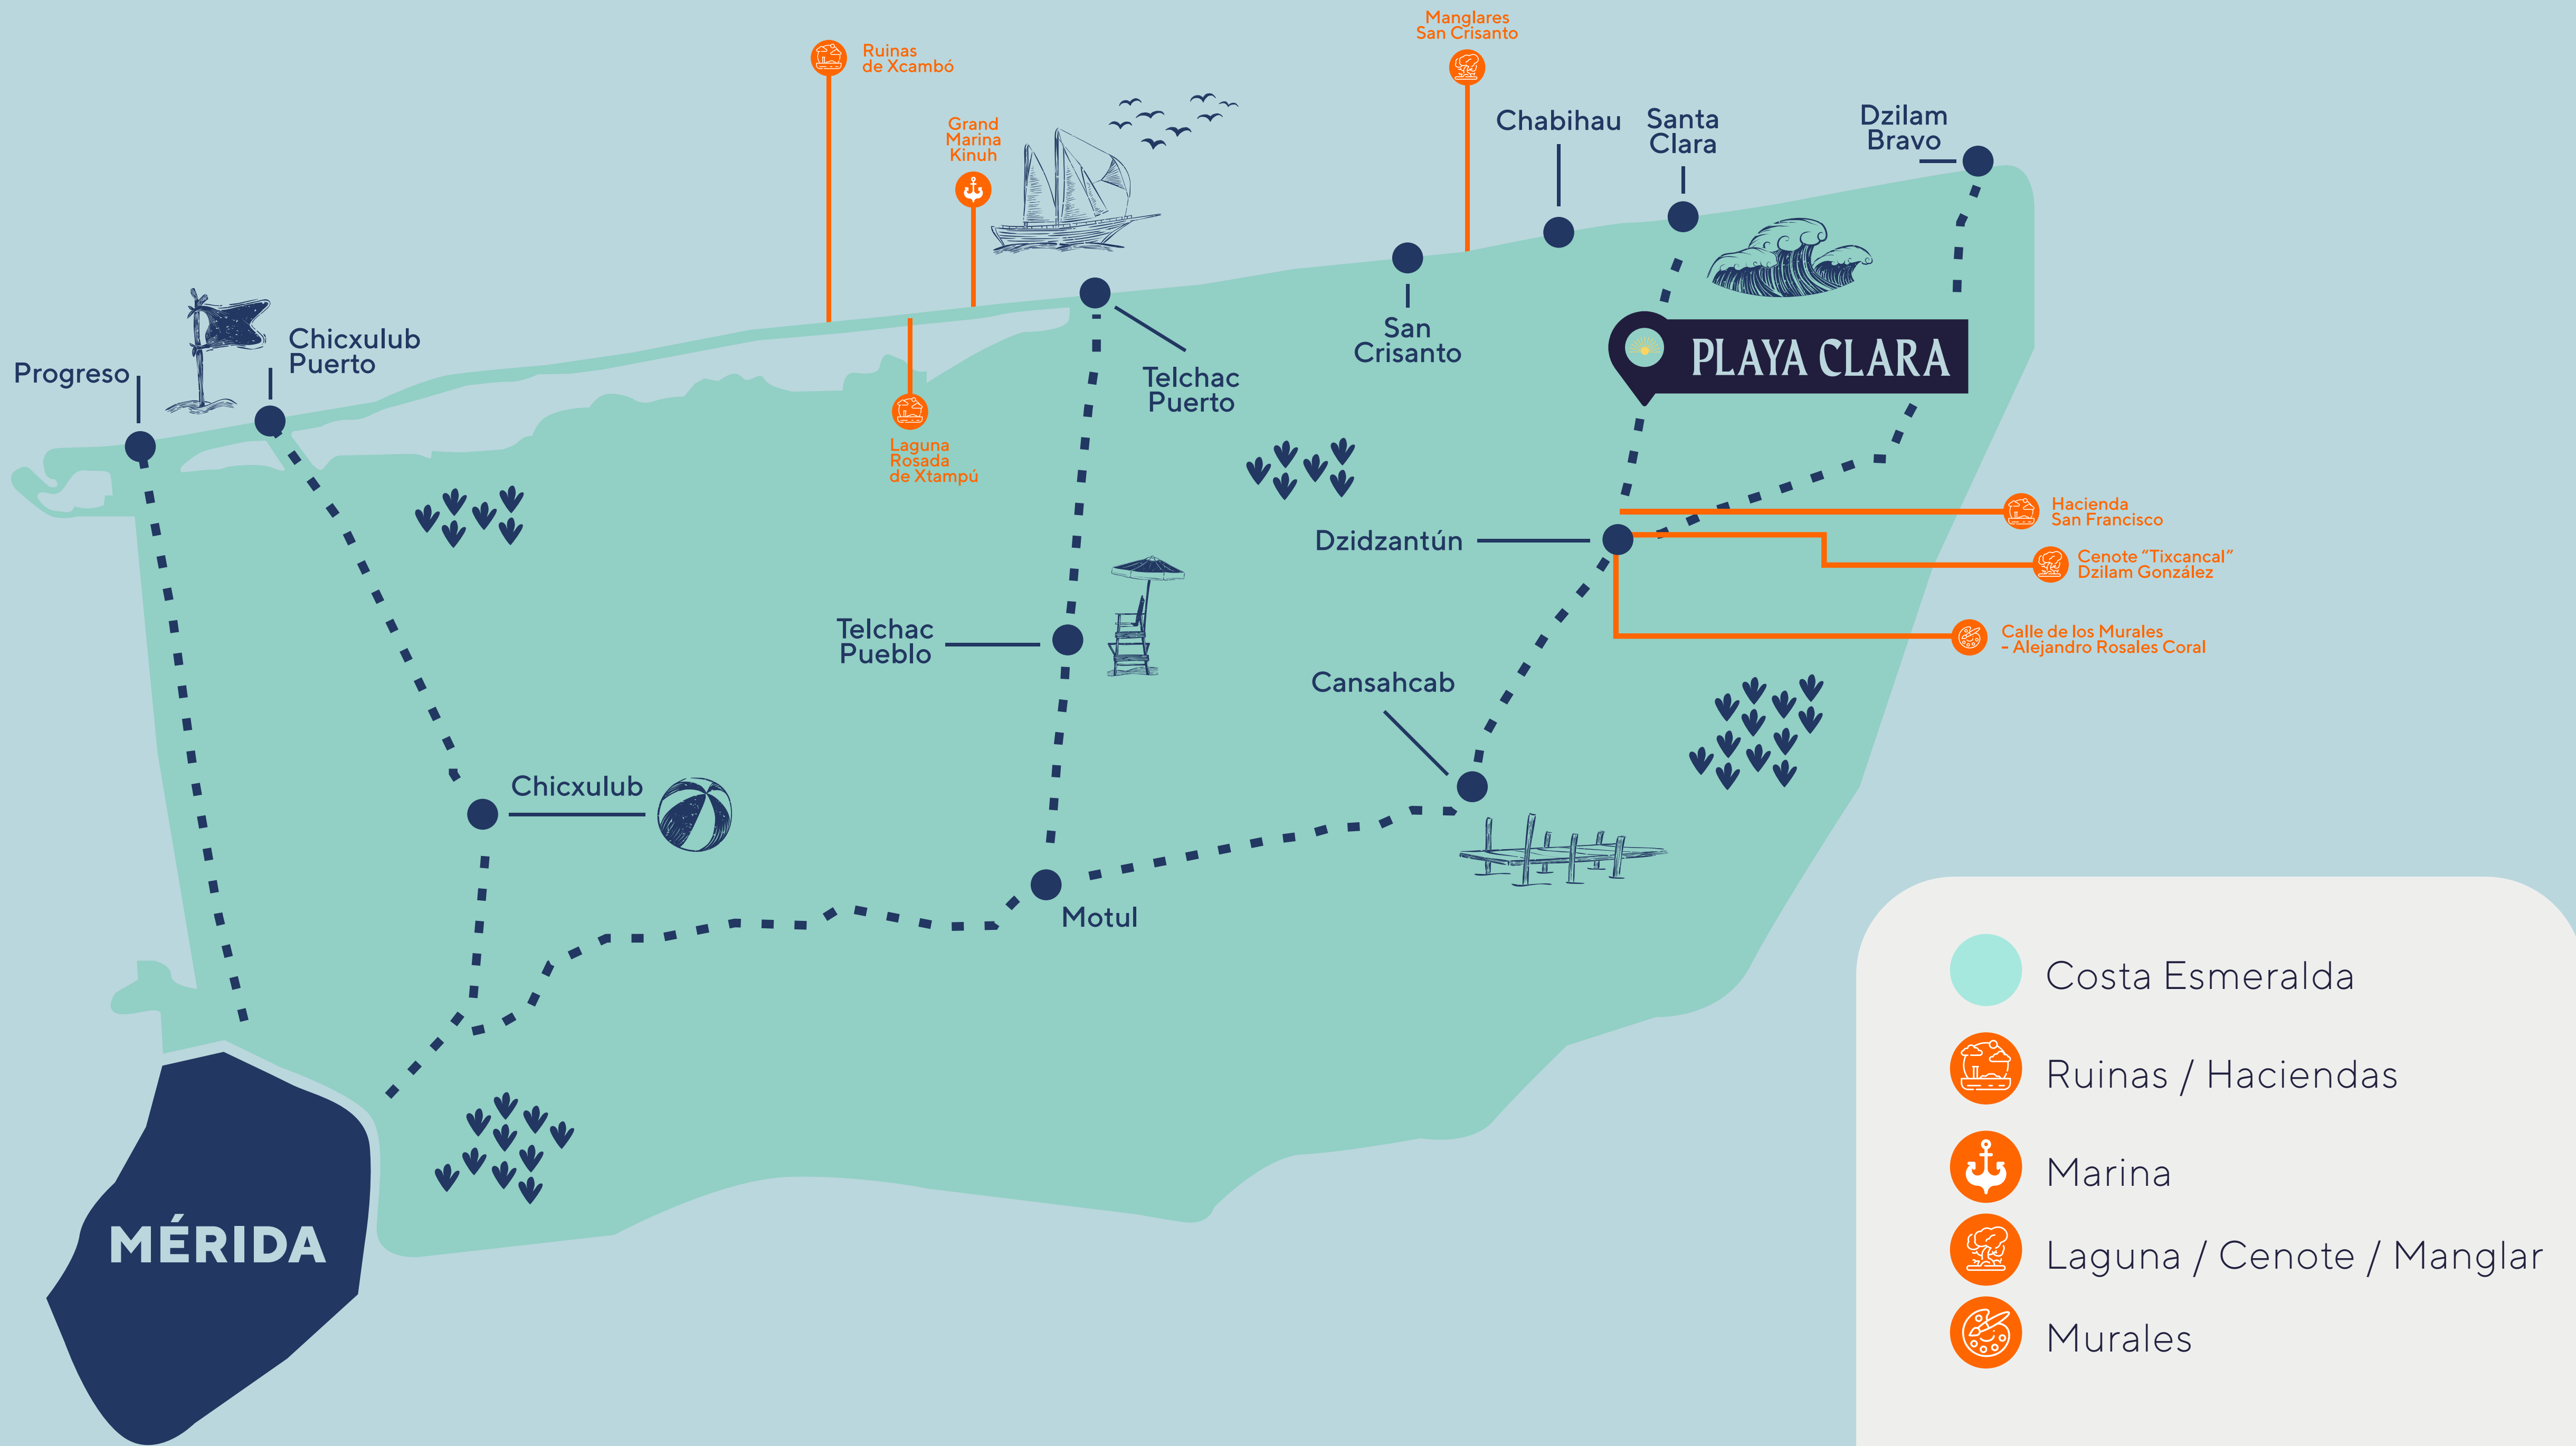 Manglares
San Crisanto
Ruinas
de Xcambó
Grand
Marina
Kinuh
Chabihau
Santa
Clara
Dzilam
Bravo
Chicxulub
Puerto
Progreso
San
Crisanto
PLAYA CLARA
Telchac
Puerto
Laguna
Rosada
de Xtampú
Hacienda
San Francisco
Dzidzantún
Cenote "Tixcancal"
Dzilam González
Calle de los Murales
- Alejandro Rosales Coral
Telchac
Pueblo
Cansahcab
Chicxulub
Motul
MÉRIDA
Costa Esmeralda
Ruinas / Haciendas
Marina
Laguna / Cenote / Manglar
Murales